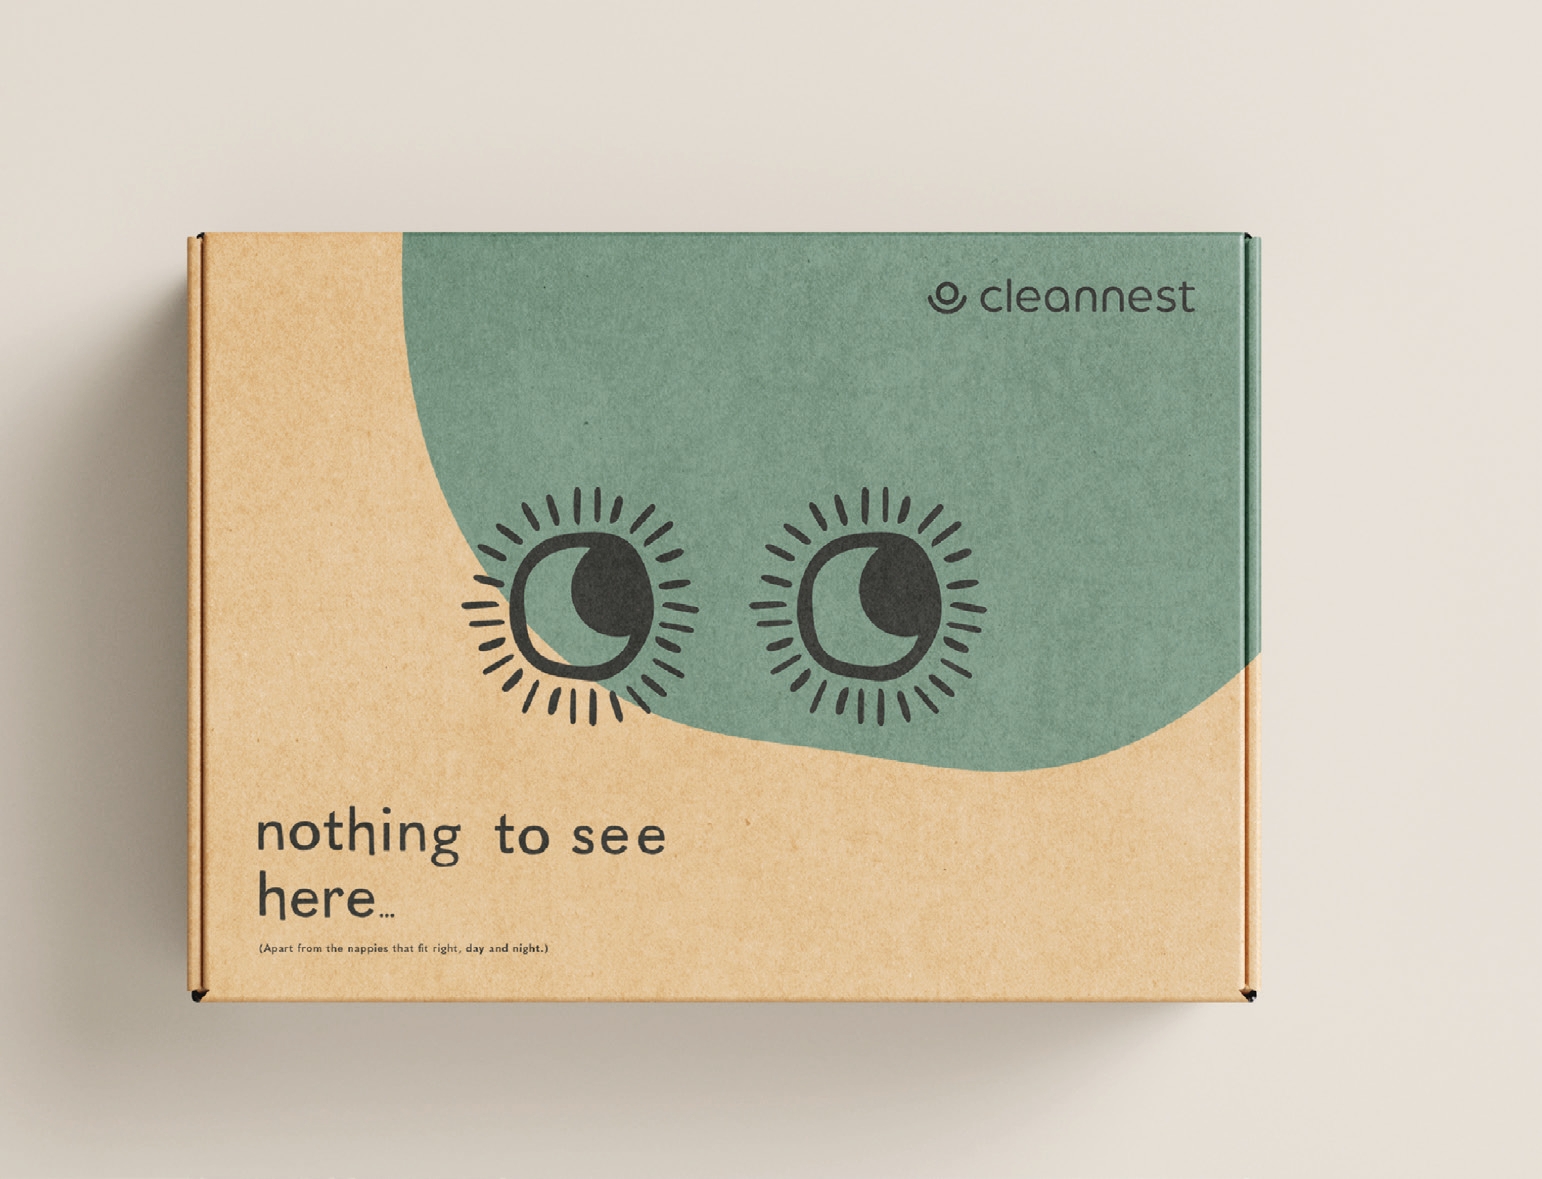 cleannest
nothing to see
here...
(Apart from the nappies that fit right, day and night.)